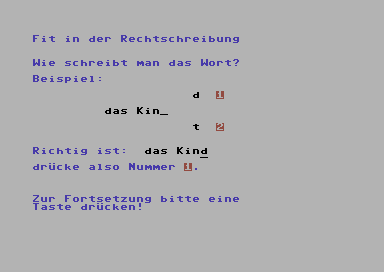 Fit in der Rechtschreibung
Wie schreibt man das Wort?
Beispiel:
d 1
das Kin_
t 2
Richtig ist: das Kind
drücke also Nummer 1.
Zur Fortsetzung bitte eine
Taste drücken!